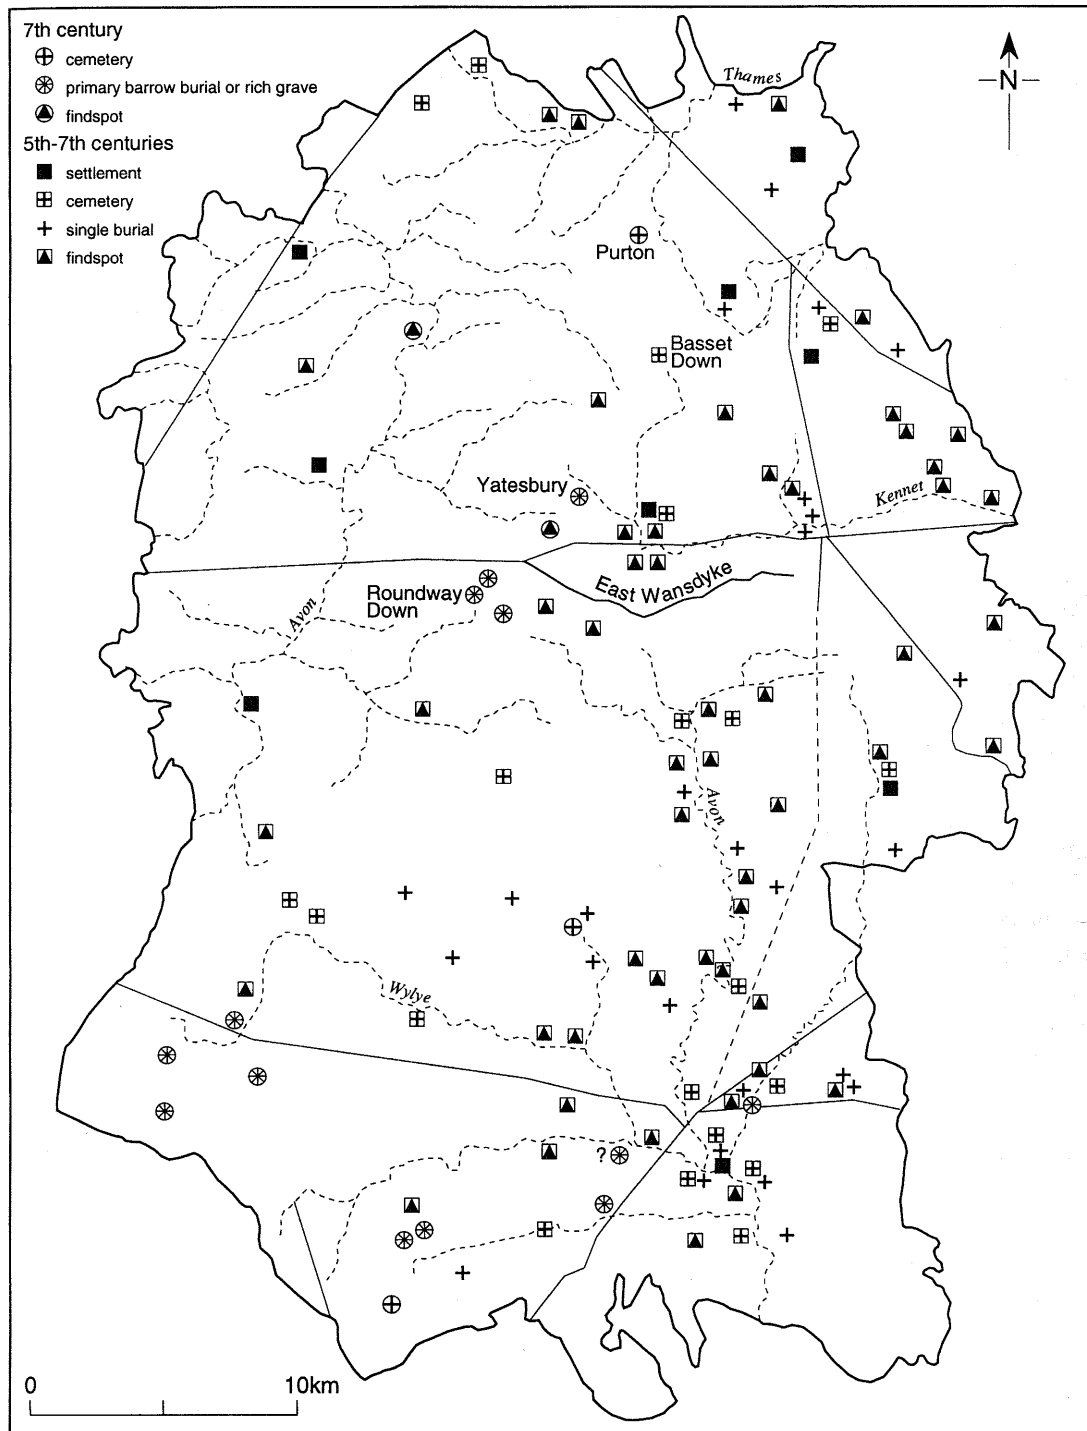 7th century
cemetery
primary barrow burial or rich grave
findspot
5th-7th centuries
settlement
cemetery
single burial
findspot
Thames
N
Purton
Basset
Down
Yatesbury
Kennet
East Wansdyke
Roundway
Down
Avon
Avon
Wylye
?
0
10km